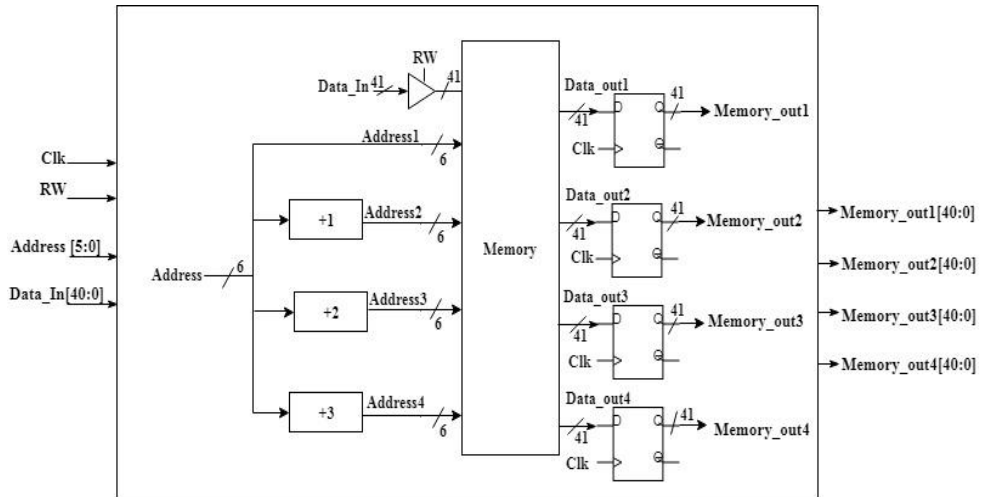 Clk
RW
Address [5:0]
Data_In[40:0]
RW
Data_In 41 41
Address1
6
+1
Address2
6
Address 6
+2
Address3
6
+3
Address4
6
Memory
Data_out1
41
D Q 41 Memory_out1
Clk Q
Data_out2
41
D Q 41 Memory_out2
Clk Q
Data_out3
41
D Q 41 Memory_out3
Clk Q
Data_out4
41
D Q 41 Memory_out4
Clk Q
Memory_out1[40:0]
Memory_out2[40:0]
Memory_out3[40:0]
Memory_out4[40:0]